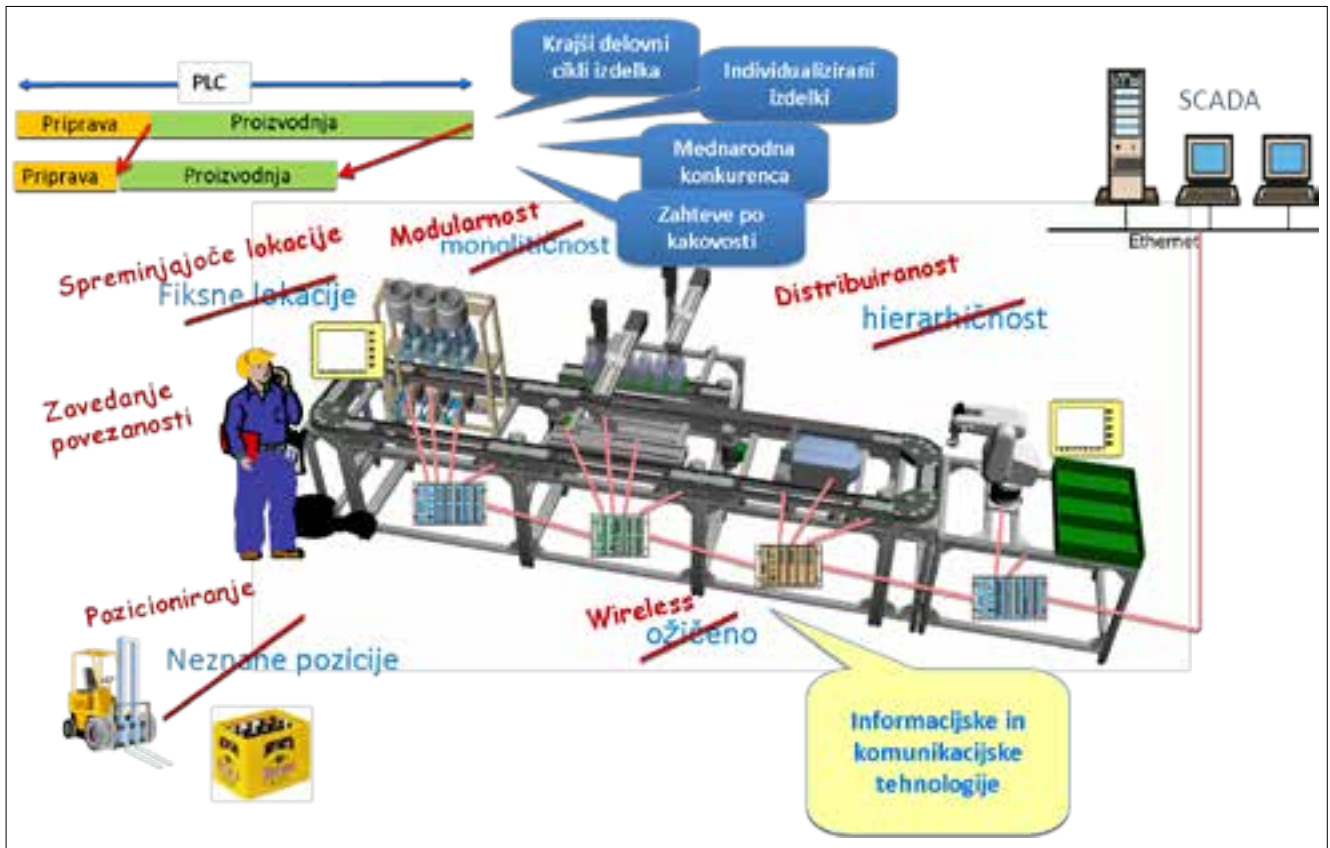 Krajši delovni
cikli izdelka
Individualizirani
izdelki
PLC
SCADA
Priprava
Proizvodnja
Mednarodna
konkurenca
Priprava
Proizvodnja
Zahteve po
kakovosti
Ethernet
Modularnost
monolitičnost
Spreminjajoče lokacije
Fiksne lokacije
Distribuiranost
hierarhičnost
Zavedanje
povezanosti
Pozicioniranje
Neznane pozicije
Wireless
ožičeno
Informacijske in
komunikacijske
tehnologije